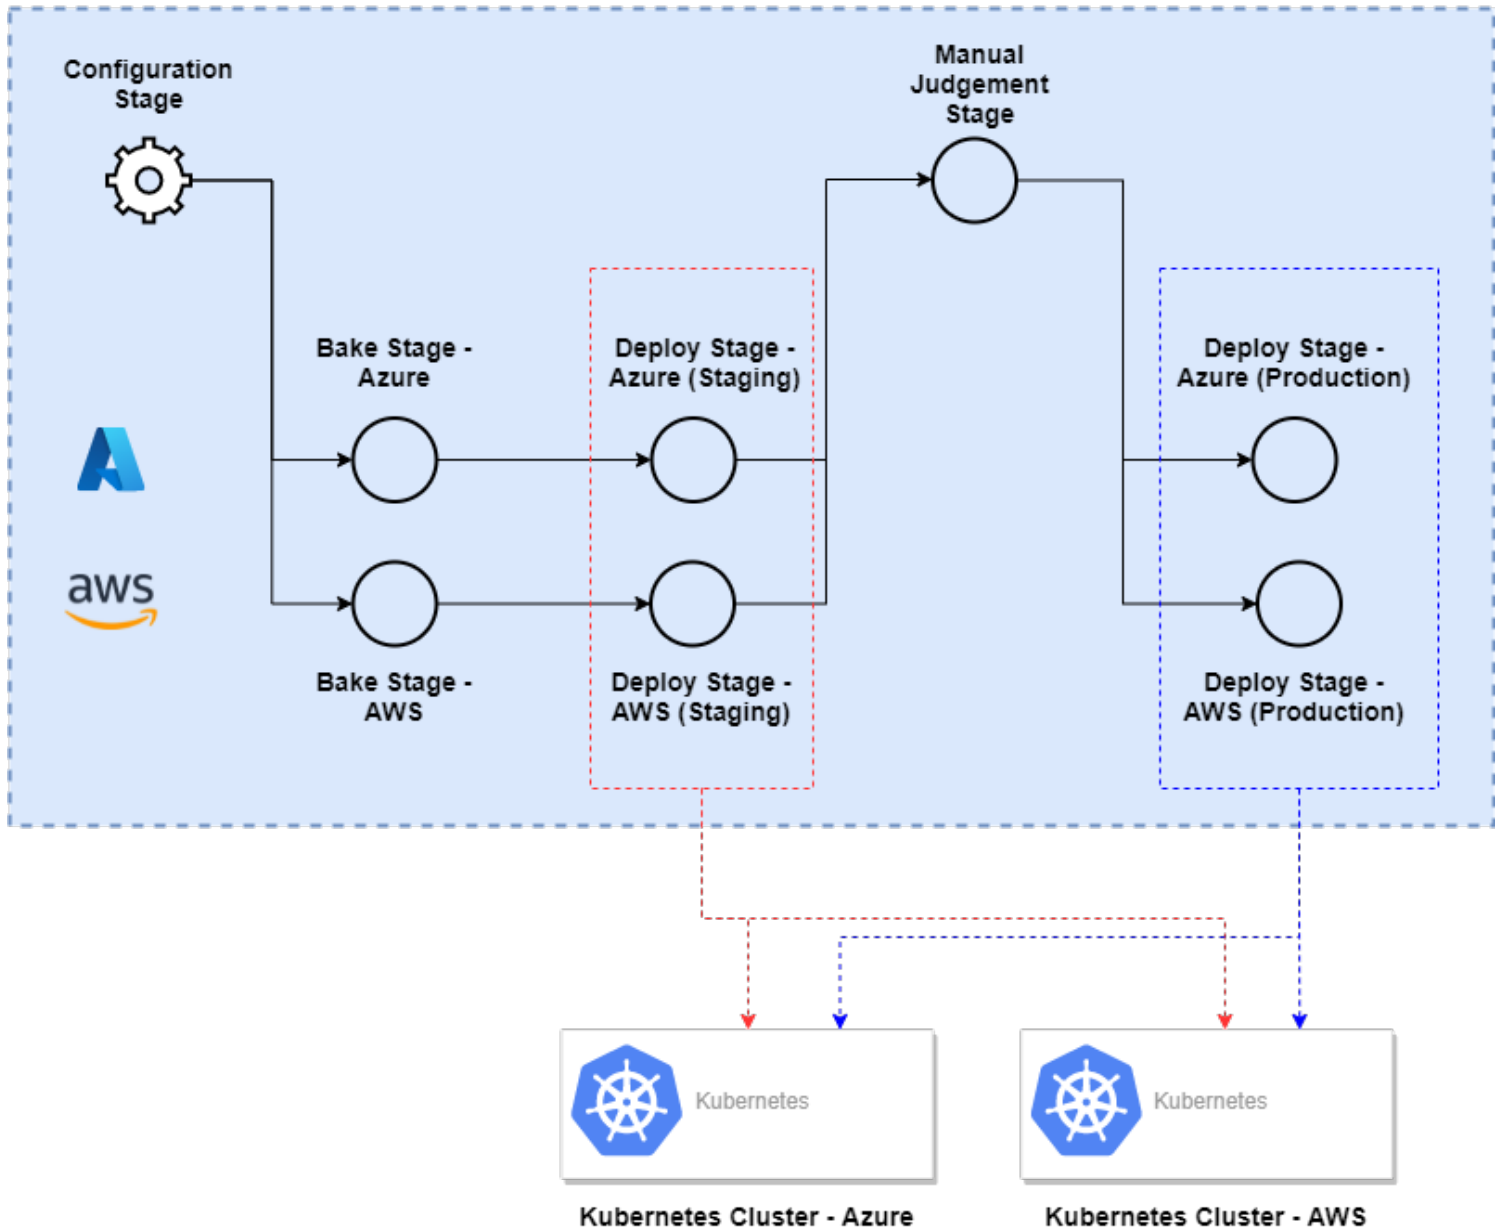 Configuration
Stage
Manual
Judgement
Stage
Bake Stage -
Azure
Deploy Stage -
Azure (Staging)
Deploy Stage -
Azure (Production)
aws
Bake Stage -
AWS
Deploy Stage -
AWS (Staging)
Deploy Stage -
AWS (Production)
Kubernetes
Kubernetes
Kubernetes Cluster - Azure
Kubernetes Cluster - AWS